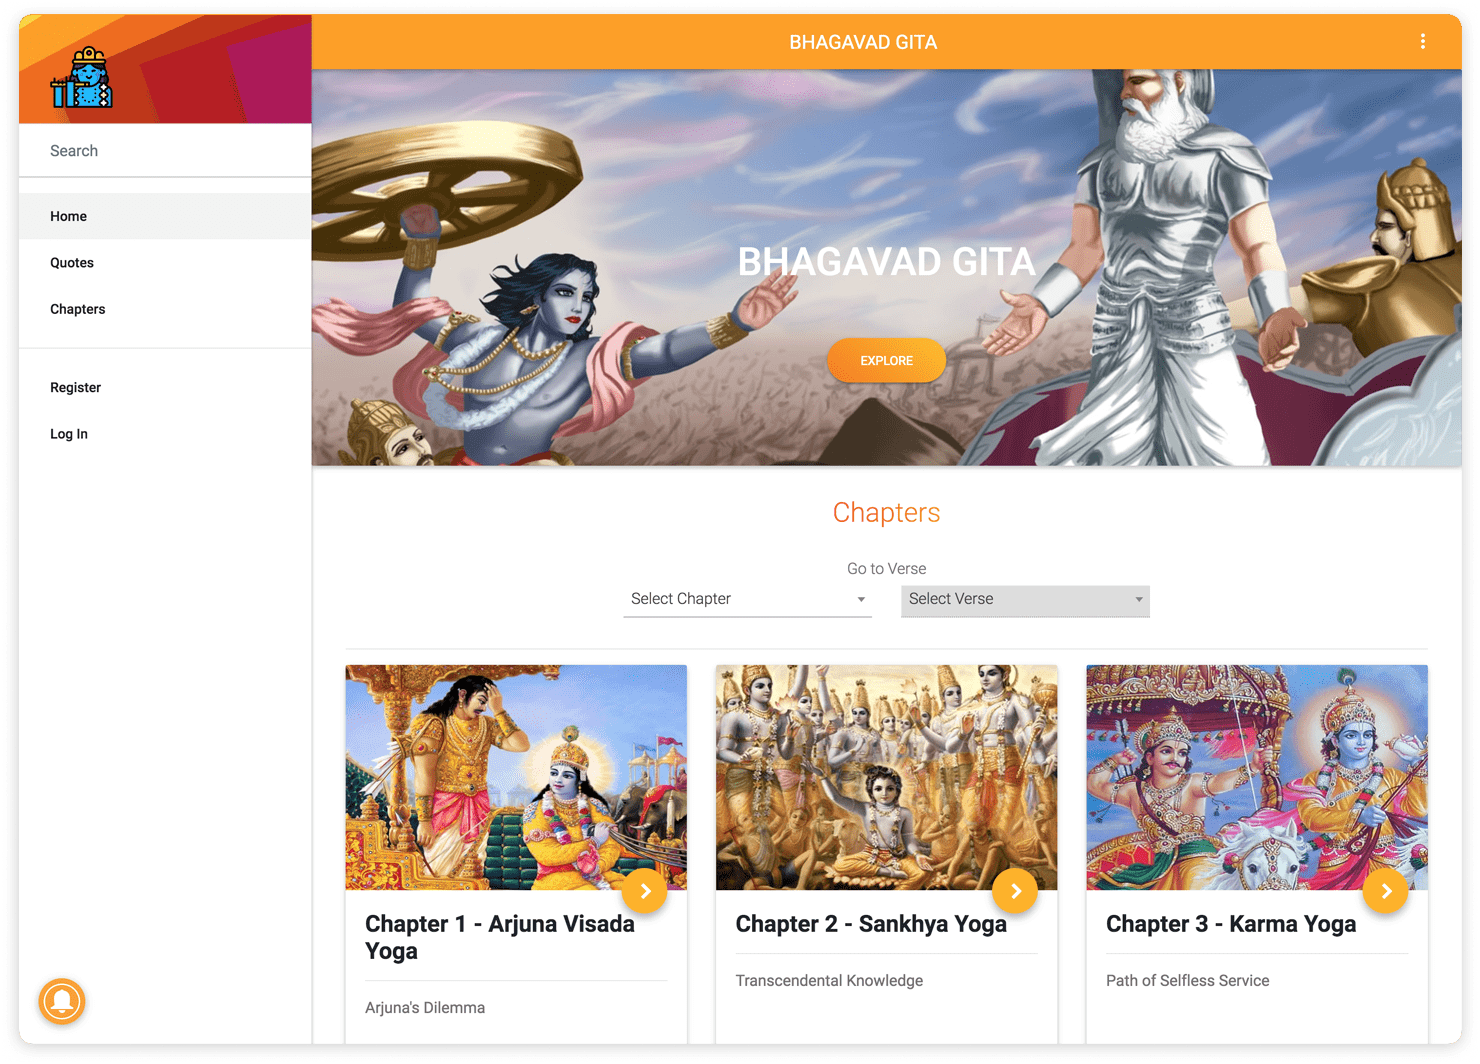 BHAGAVAD GITA
Search
Home
Quotes
Chapters
Register
Log In
BHAGAVAD GITA
EXPLORE
Chapters
Go to Verse
Select Chapter
Select Verse
Chapter 1 - Arjuna Visada
Yoga
Arjuna's Dilemma
Chapter 2 - Sankhya Yoga
Transcendental Knowledge
Chapter 3 - Karma Yoga
Path of Selfless Service